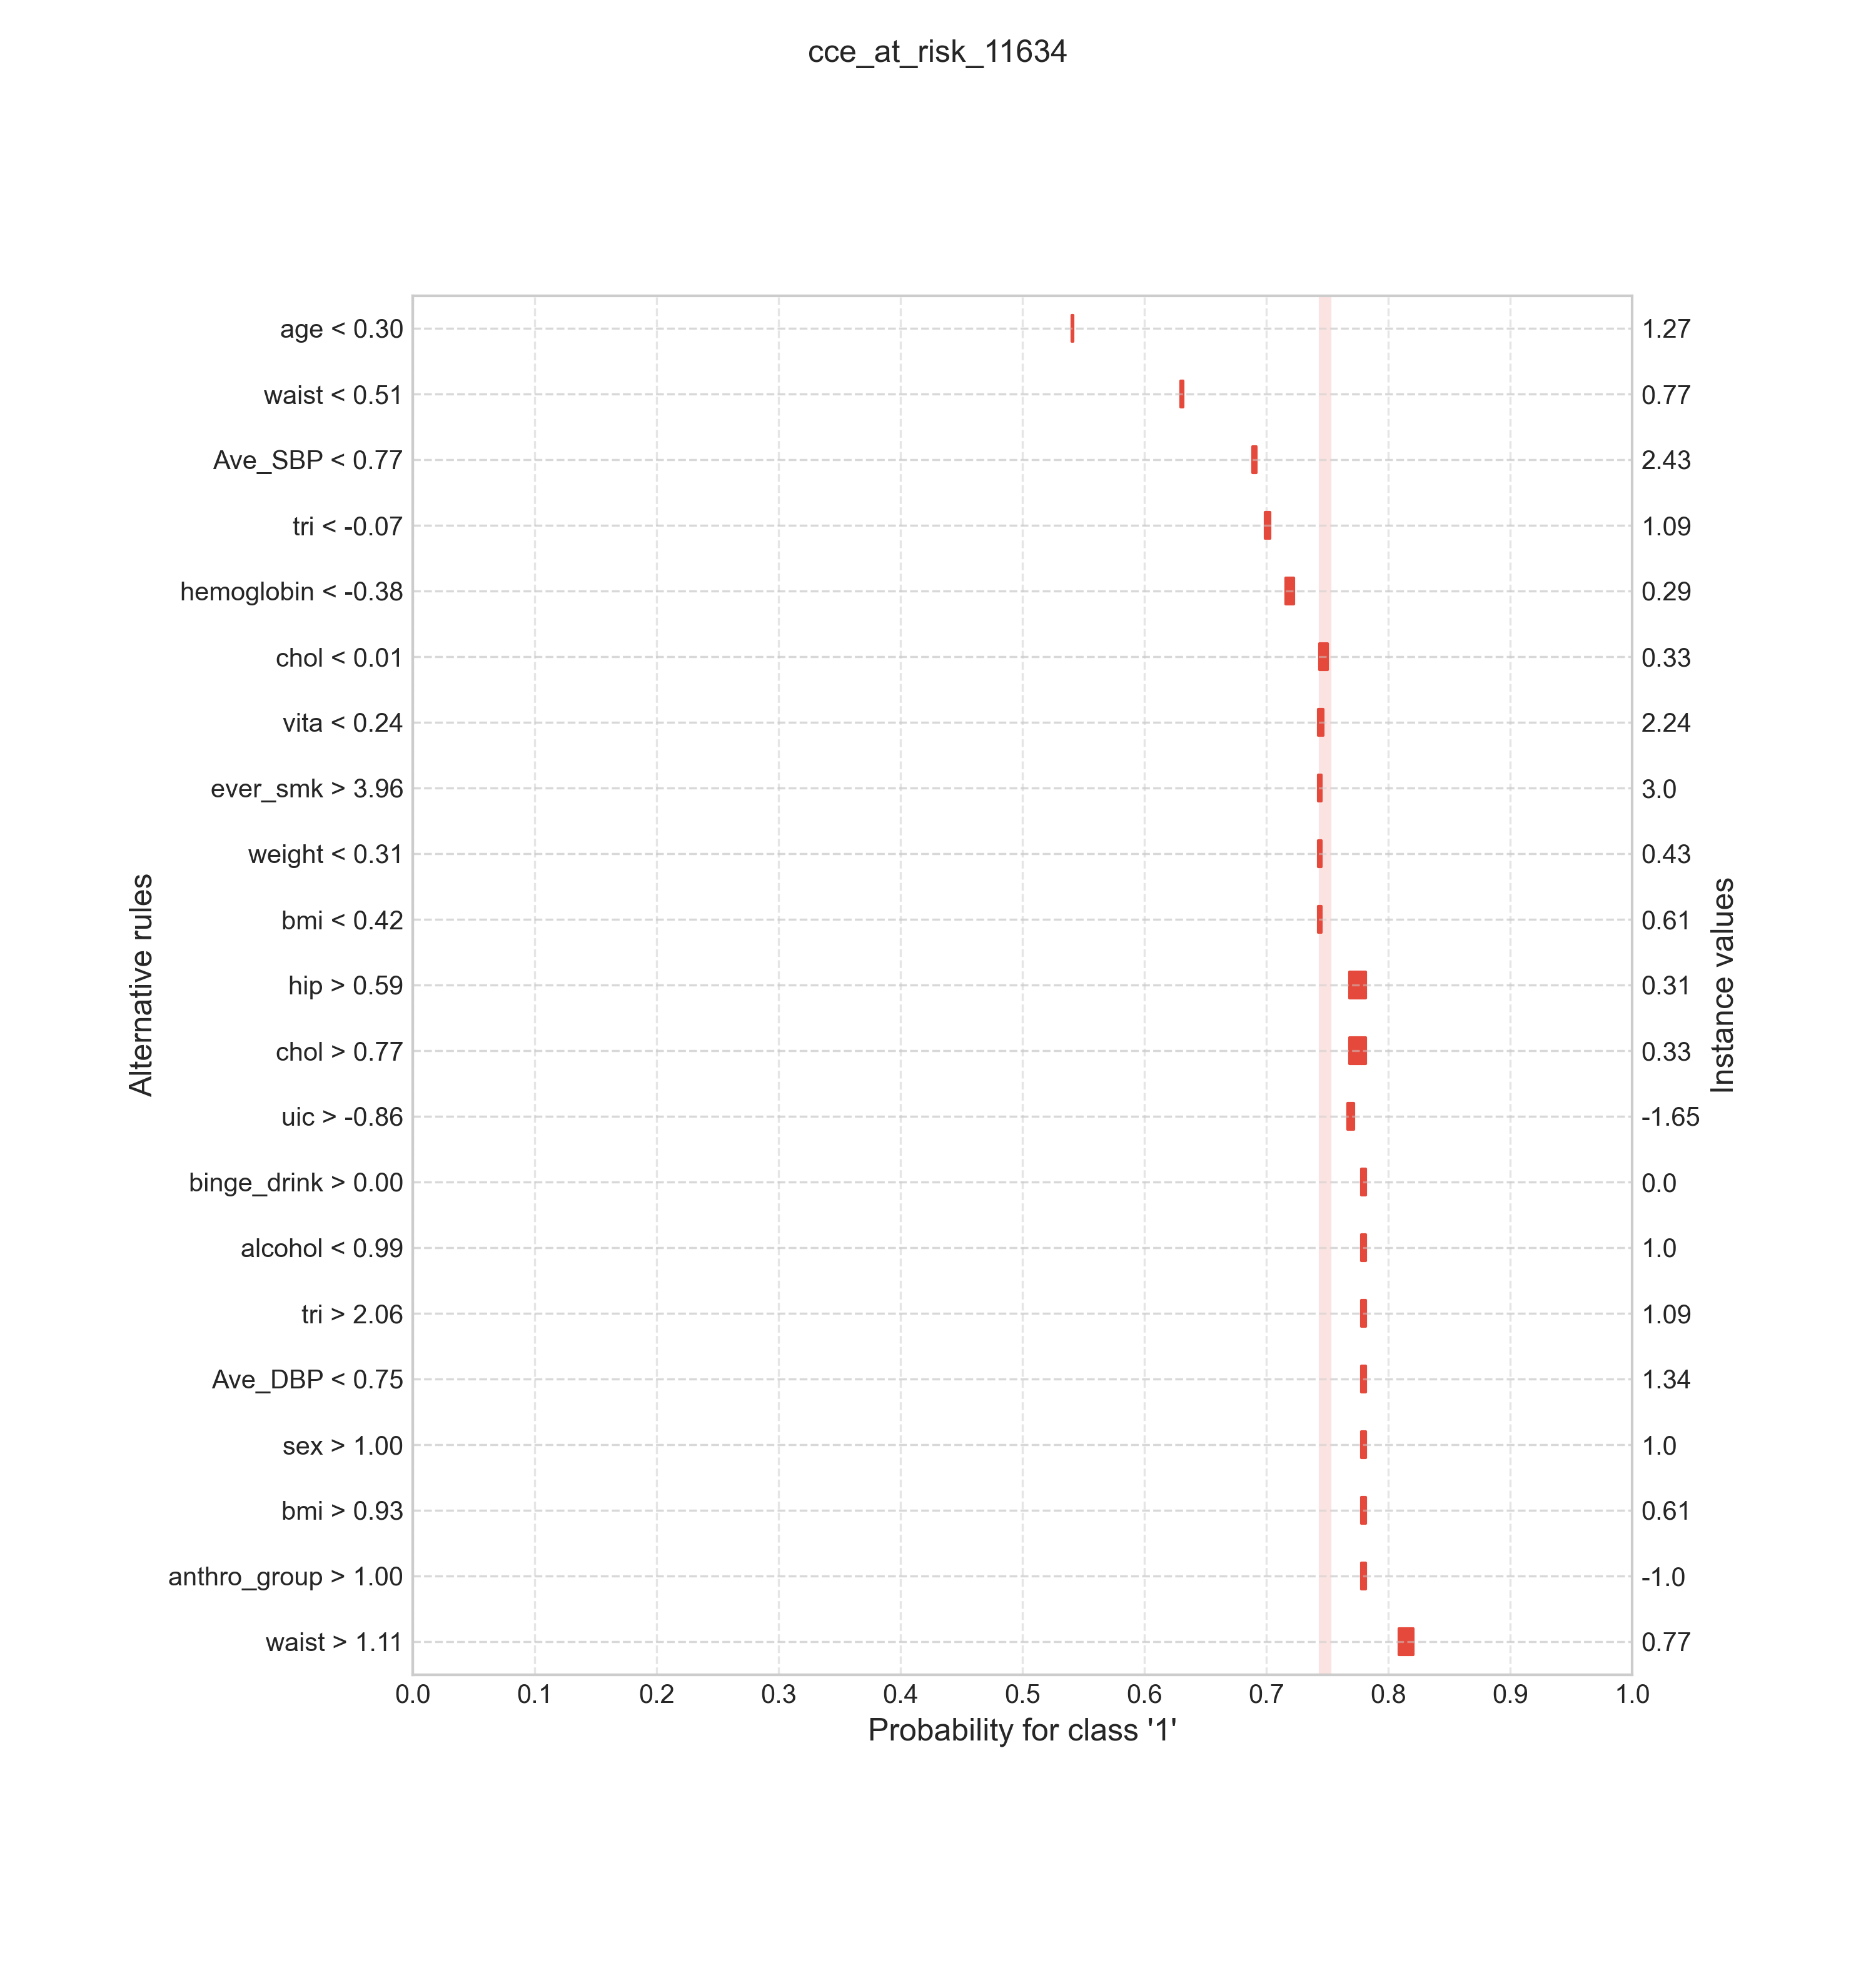 cce_at_risk_11634
age < 0.30 1.27
waist < 0.51 0.77
Ave_SBP < 0.77 2.43
tri < -0.07 1.09
hemoglobin < -0.38 0.29
chol < 0.01 0.33
vita < 0.24 2.24
ever_smk > 3.96 3.0
weight < 0.31 0.43
bmi < 0.42 0.61
hip > 0.59 0.31
chol > 0.77 0.33
uic > -0.86 -1.65
binge_drink > 0.00 0.0
alcohol < 0.99 1.0
tri > 2.06 1.09
Ave_DBP < 0.75 1.34
sex > 1.00 1.0
bmi > 0.93 0.61
anthro_group > 1.00 -1.0
waist > 1.11 0.77
Alternative rules
Instance values
0.0 0.1 0.2 0.3 0.4 0.5 0.6 0.7 0.8 0.9 1.0
Probability for class '1'